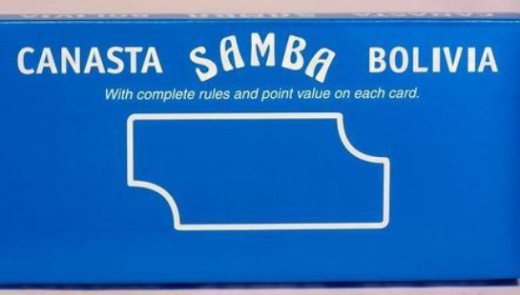 CANASTA SAMBA BOLIVIA
With complete rules and point value on each card.